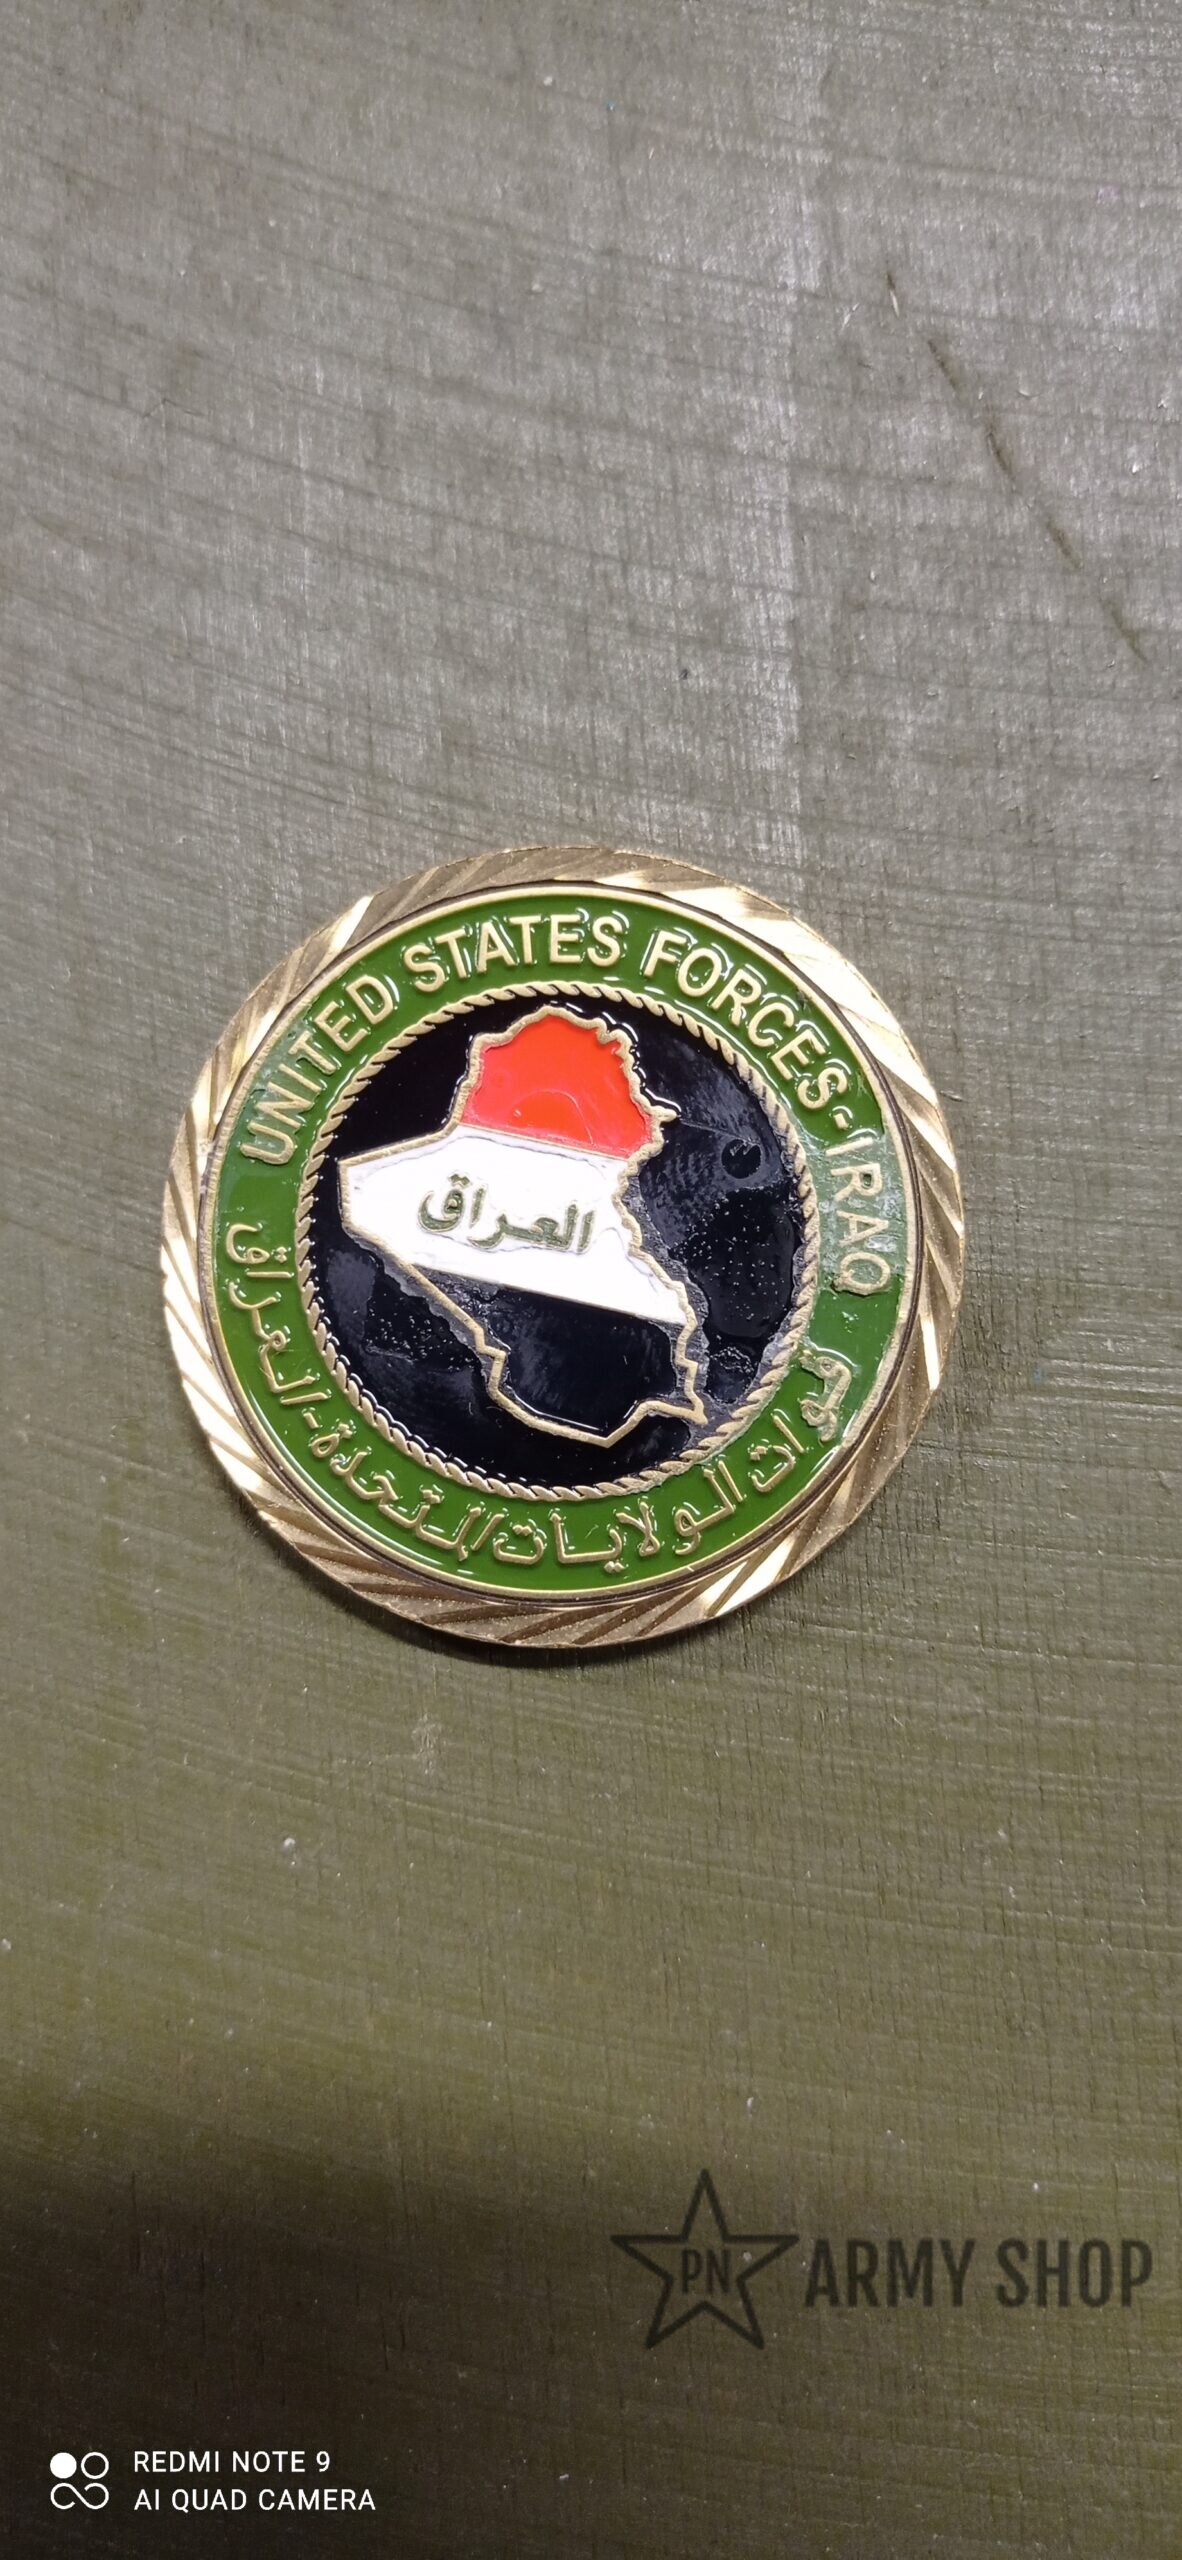 UNITED STATES FORCES-IRAQ
العراق
قوات الولايات المتحدة-العراق
PN ARMY SHOP
REDMI NOTE 9
AI QUAD CAMERA